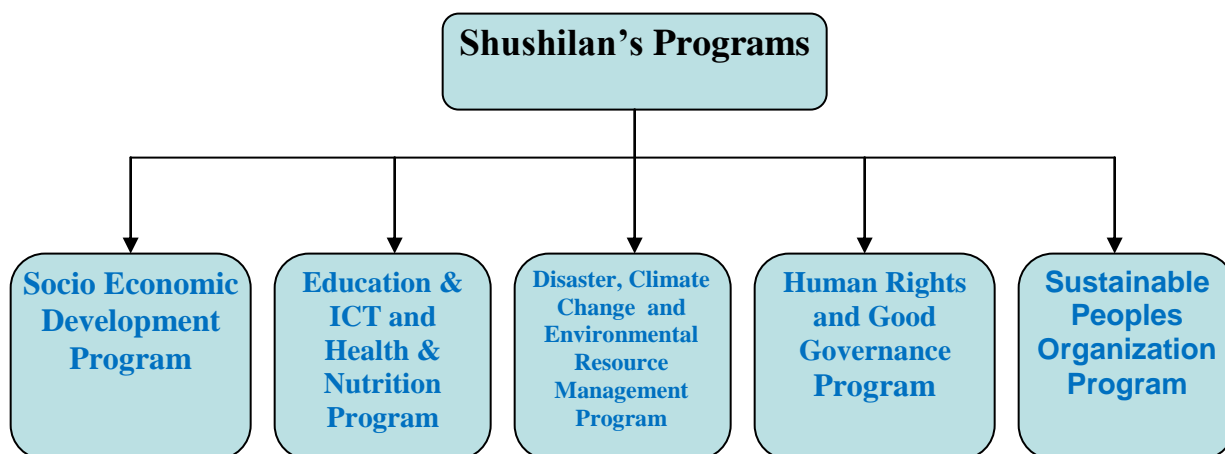 Shushilan’s Programs
Socio Economic
Development
Program
Education &
ICT and
Health &
Nutrition
Program
Disaster, Climate
Change and
Environmental
Resource
Management
Program
Human Rights
and Good
Governance
Program
Sustainable
Peoples
Organization
Program